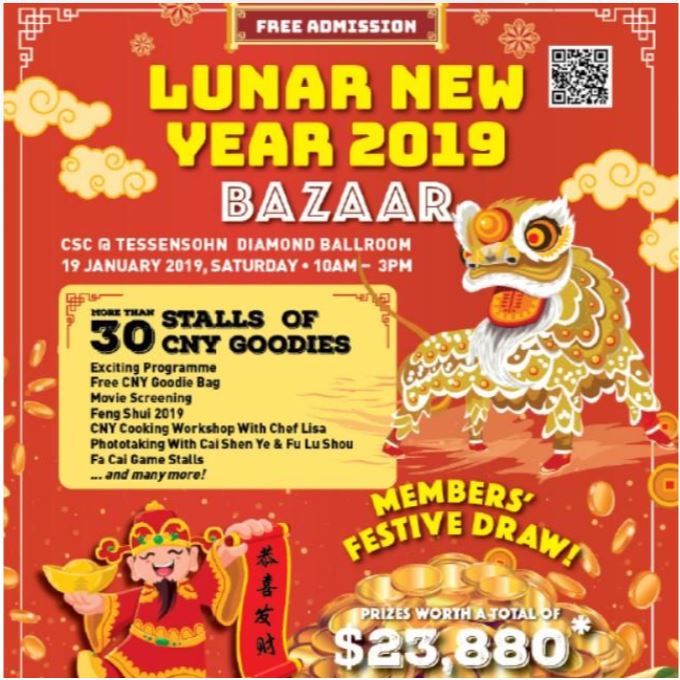 FREE ADMISSION
LUNAR NEW
YEAR 2019
BAZAAR
CSC @ TESSENSOHN DIAMOND BALLROOM
19 JANUARY 2019, SATURDAY • 10AM – 3PM
MORE THAN
30 STALLS OF
CNY GOODIES
Exciting Programme
Free CNY Goodie Bag
Movie Screening
Feng Shui 2019
CNY Cooking Workshop With Chef Lisa
Phototaking With Cai Shen Ye & Fu Lu Shou
Fa Cai Game Stalls
... and many more!
MEMBERS'
FESTIVE DRAW!
恭喜发财
PRIZES WORTH A TOTAL OF
$23,880*